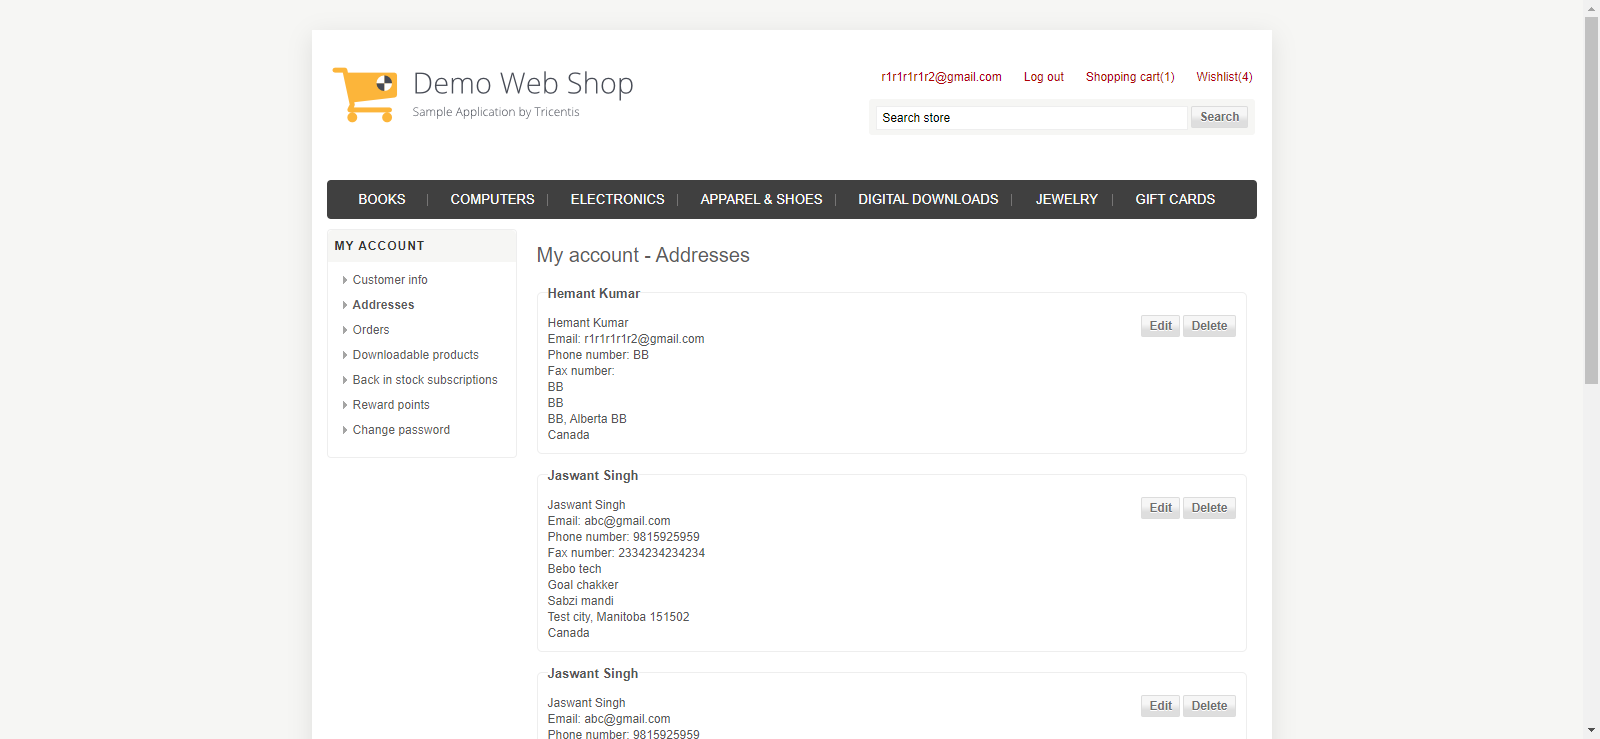 Demo Web Shop
Sample Application by Tricentis
r1r1r1r1r2@gmail.com Log out Shopping cart(1) Wishlist(4)
Search store Search
BOOKS COMPUTERS ELECTRONICS APPAREL & SHOES DIGITAL DOWNLOADS JEWELRY GIFT CARDS
MY ACCOUNT
Customer info
Addresses
Orders
Downloadable products
Back in stock subscriptions
Reward points
Change password
My account - Addresses
Hemant Kumar
Hemant Kumar
Edit Delete
Email: r1r1r1r1r2@gmail.com
Phone number: BB
Fax number:
BB
BB
BB, Alberta BB
Canada
Jaswant Singh
Jaswant Singh
Edit Delete
Email: abc@gmail.com
Phone number: 9815925959
Fax number: 2334234234234
Bebo tech
Goal chakker
Sabzi mandi
Test city, Manitoba 151502
Canada
Jaswant Singh
Jaswant Singh
Edit Delete
Email: abc@gmail.com
Phone number: 9815925959